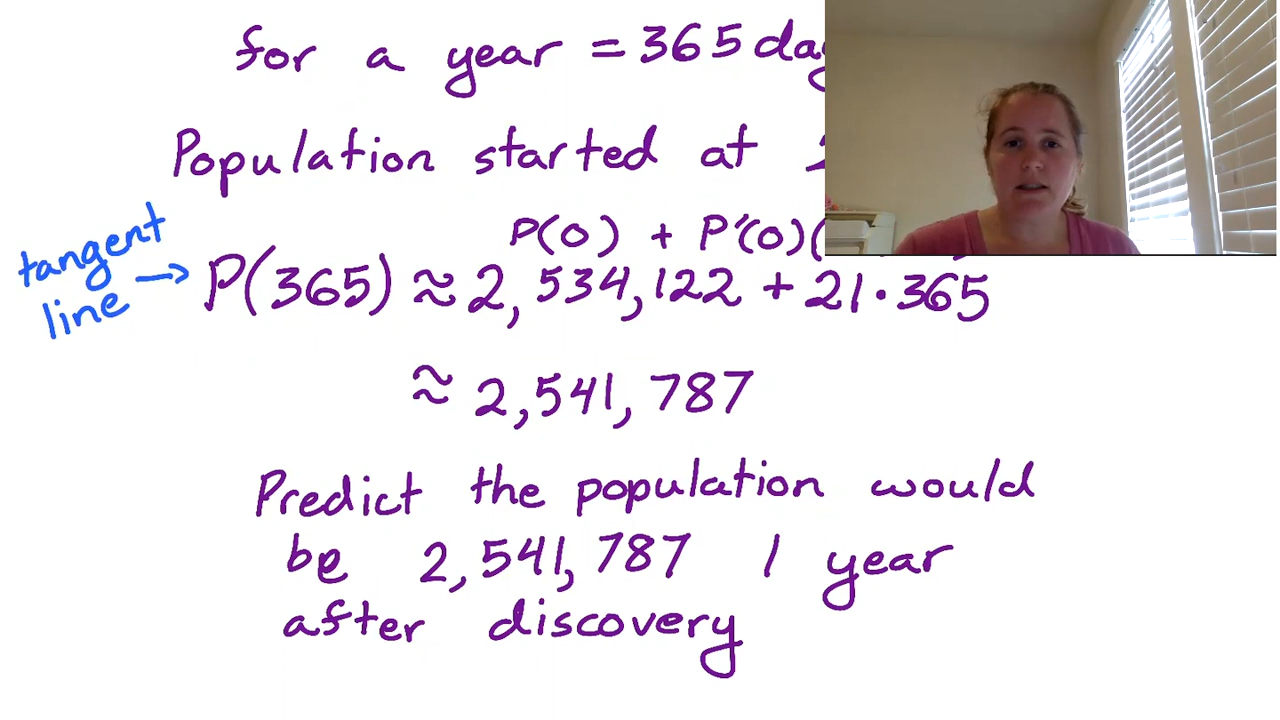 for a year = 365
Population started at
P(0) + P'(0)(
tangent line → P(365) ≈ 2,534,122 + 21·365
≈ 2,541,787
Predict the population would
be 2,541,787 1 year
after discovery